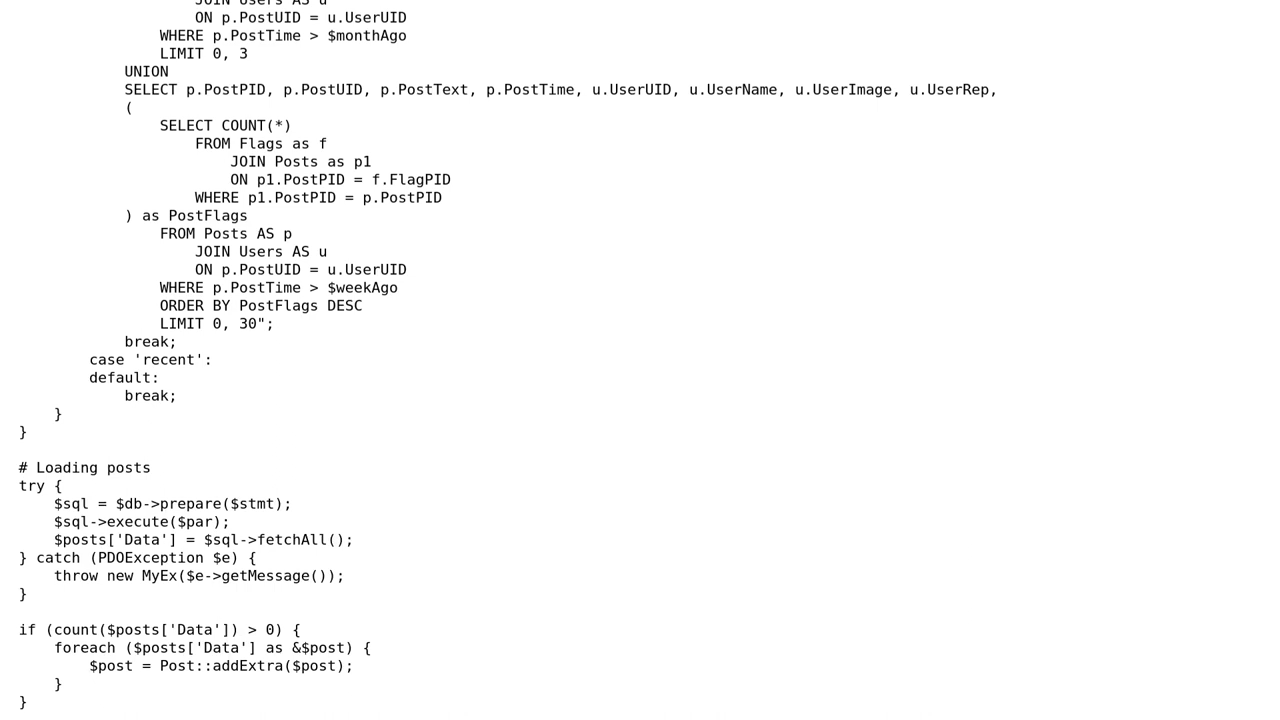 JOIN Users AS u
ON p.PostUID = u.UserUID
WHERE p.PostTime > $monthAgo
LIMIT 0, 3
UNION
SELECT p.PostPID, p.PostUID, p.PostText, p.PostTime, u.UserUID, u.UserName, u.UserImage, u.UserRep,
(
SELECT COUNT(*)
FROM Flags as f
JOIN Posts as p1
ON p1.PostPID = f.FlagPID
WHERE p1.PostPID = p.PostPID
) as PostFlags
FROM Posts AS p
JOIN Users AS u
ON p.PostUID = u.UserUID
WHERE p.PostTime > $weekAgo
ORDER BY PostFlags DESC
LIMIT 0, 30";
break;
case 'recent':
default:
break;
}
}
# Loading posts
try {
$sql = $db->prepare($stmt);
$sql->execute($par);
$posts['Data'] = $sql->fetchAll();
} catch (PDOException $e) {
throw new MyEx($e->getMessage());
}
if (count($posts['Data']) > 0) {
foreach ($posts['Data'] as &$post) {
$post = Post::addExtra($post);
}
}